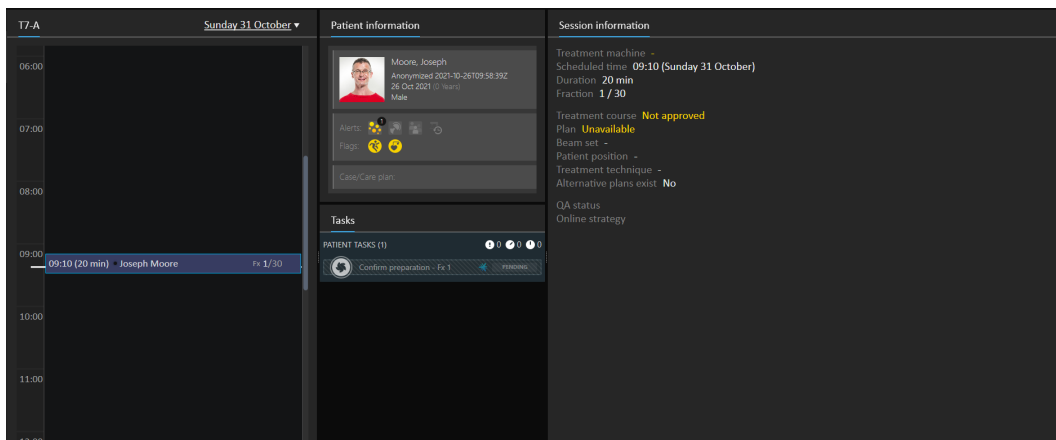 T7-A
Sunday 31 October ▾
06:00
07:00
08:00
09:00
09:10 (20 min) • Joseph Moore Fx 1/30
10:00
11:00
Patient information
Moore, Joseph
Anonymized 2021-10-26T09:58:39Z
26 Oct 2021 (0 Years)
Male
Alerts: 1
Flags:
Case/Care plan:
Tasks
PATIENT TASKS (1) 0 0 0
Confirm preparation - Fx 1 PENDING
Session information
Treatment machine -
Scheduled time 09:10 (Sunday 31 October)
Duration 20 min
Fraction 1 / 30
Treatment course Not approved
Plan Unavailable
Beam set -
Patient position -
Treatment technique -
Alternative plans exist No
QA status
Online strategy